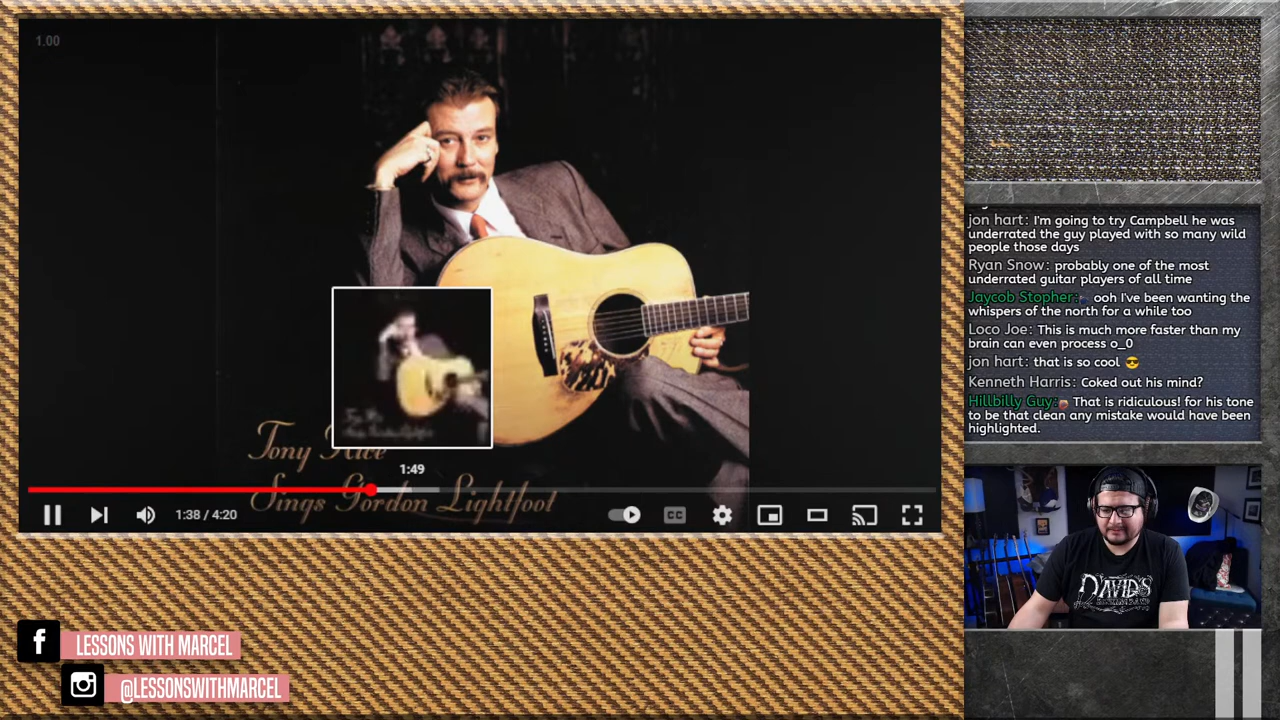 1.00
Tony Rice
Sings Gordon Lightfoot
1:49
1:38 / 4:20
CC
LESSONS WITH MARCEL
@LESSONSWITHMARCEL
jon hart: I'm going to try Campbell he was
underrated the guy played with so many wild
people those days
Ryan Snow: probably one of the most
underrated guitar players of all time
Jaycob Stopher: ooh I've been wanting the
whispers of the north for a while too
Loco Joe: This is much more faster than my
brain can even process o_0
jon hart: that is so cool 😎
Kenneth Harris: Coked out his mind?
Hillbilly Guy: That is ridiculous! for his tone
to be that clean any mistake would have been
highlighted.
DAVID'S